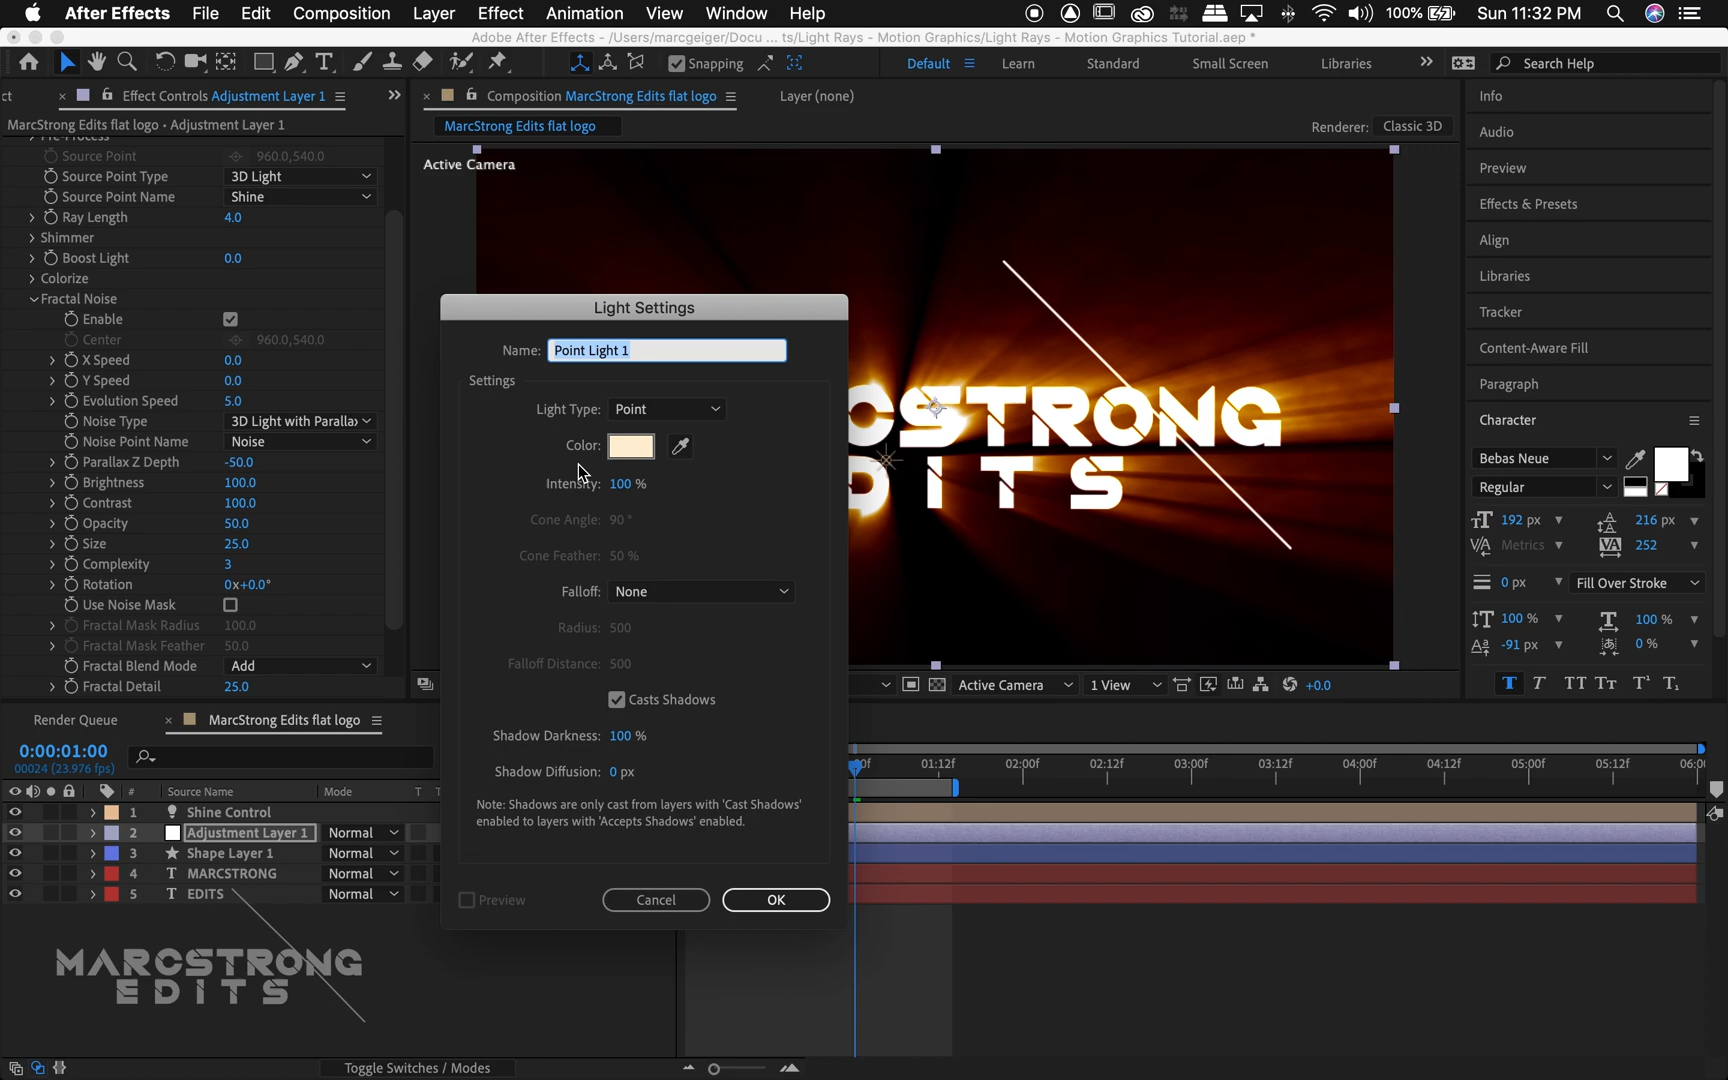 After Effects File Edit Composition Layer Effect Animation View Window Help 100% Sun 11:32 PM
Adobe After Effects - /Users/marcgeiger/Docu ... ts/Light Rays - Motion Graphics/Light Rays - Motion Graphics Tutorial.aep *
Snapping Default Learn Standard Small Screen Libraries Search Help
ct Effect Controls Adjustment Layer 1 Composition MarcStrong Edits flat logo Layer (none)
MarcStrong Edits flat logo • Adjustment Layer 1
MarcStrong Edits flat logo Renderer: Classic 3D
Active Camera
Pre-Process
Source Point 960.0,540.0
Source Point Type 3D Light
Source Point Name Shine
Ray Length 4.0
Shimmer
Boost Light 0.0
Colorize
Fractal Noise
Enable
Center 960.0,540.0
X Speed 0.0
Y Speed 0.0
Evolution Speed 5.0
Noise Type 3D Light with Paralla
Noise Point Name Noise
Parallax Z Depth -50.0
Brightness 100.0
Contrast 100.0
Opacity 50.0
Size 25.0
Complexity 3
Rotation 0x+0.0°
Use Noise Mask
Fractal Mask Radius 100.0
Fractal Mask Feather 50.0
Fractal Blend Mode Add
Fractal Detail 25.0
Light Settings
Name: Point Light 1
Settings
Light Type: Point
Color:
Intensity: 100 %
Cone Angle: 90 °
Cone Feather: 50 %
Falloff: None
Radius: 500
Falloff Distance: 500
Casts Shadows
Shadow Darkness: 100 %
Shadow Diffusion: 0 px
Note: Shadows are only cast from layers with 'Cast Shadows'
enabled to layers with 'Accepts Shadows' enabled.
Preview Cancel OK
CSTRONG
DITS
Active Camera 1 View +0.0
Info
Audio
Preview
Effects & Presets
Align
Libraries
Tracker
Content-Aware Fill
Paragraph
Character
Bebas Neue
Regular
192 px 216 px
Metrics 252
0 px Fill Over Stroke
100 % 100 %
-91 px 0 %
T T TT Tt T¹ T₁
Render Queue MarcStrong Edits flat logo
0:00:01:00
00024 (23.976 fps)
00f 01:12f 02:00f 02:12f 03:00f 03:12f 04:00f 04:12f 05:00f 05:12f 06:0
# Source Name Mode T
1 Shine Control
2 Adjustment Layer 1 Normal
3 Shape Layer 1 Normal
4 T MARCSTRONG Normal
5 T EDITS Normal
MARCSTRONG
EDITS
Toggle Switches / Modes